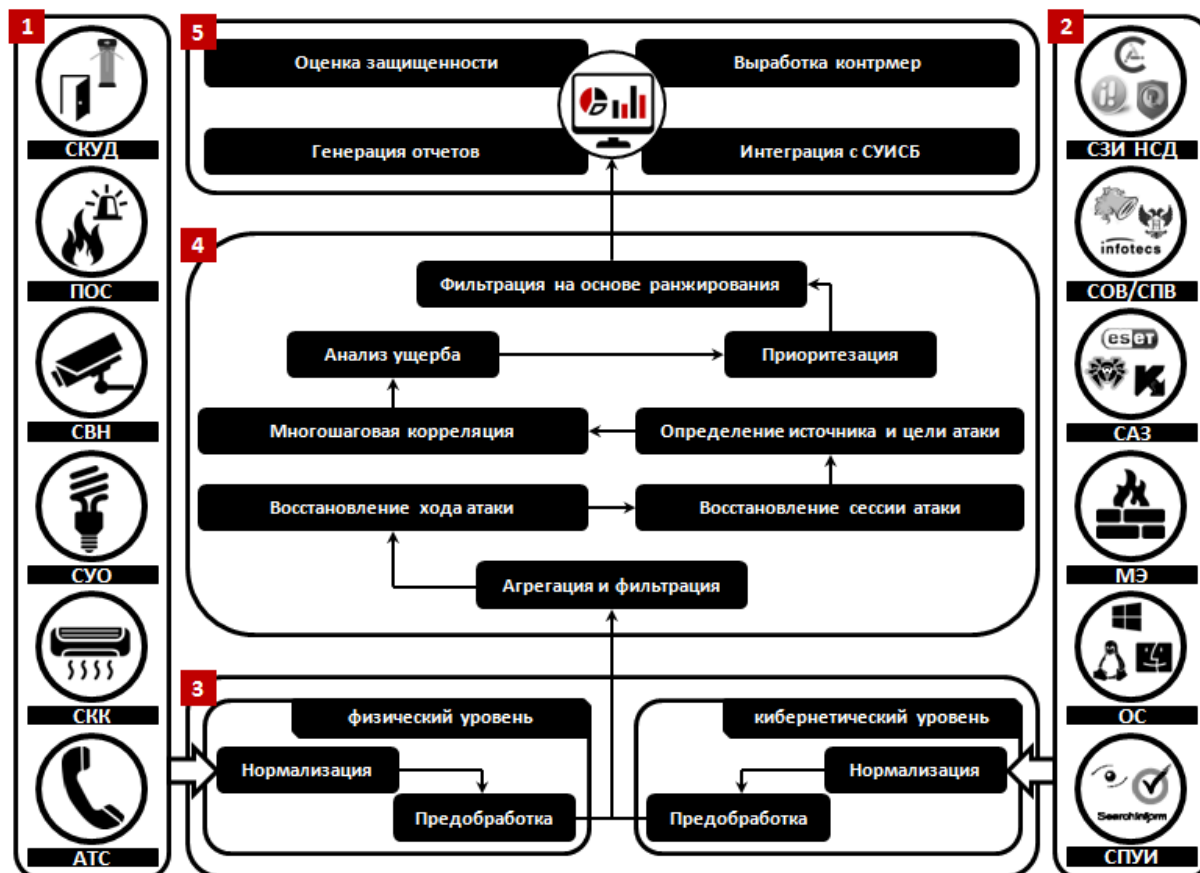 1
СКУД
ПОС
СВН
СУО
СКК
АТС
5
Оценка защищенности
Выработка контрмер
Генерация отчетов
Интеграция с СУИСБ
4
Фильтрация на основе ранжирования
Анализ ущерба
Приоритезация
Многошаговая корреляция
Определение источника и цели атаки
Восстановление хода атаки
Восстановление сессии атаки
Агрегация и фильтрация
3
физический уровень
кибернетический уровень
Нормализация
Нормализация
Предобработка
Предобработка
2
СЗИ НСД
infotecs
СОВ/СПВ
eset
САЗ
МЭ
ОС
SearchInform
СПУИ